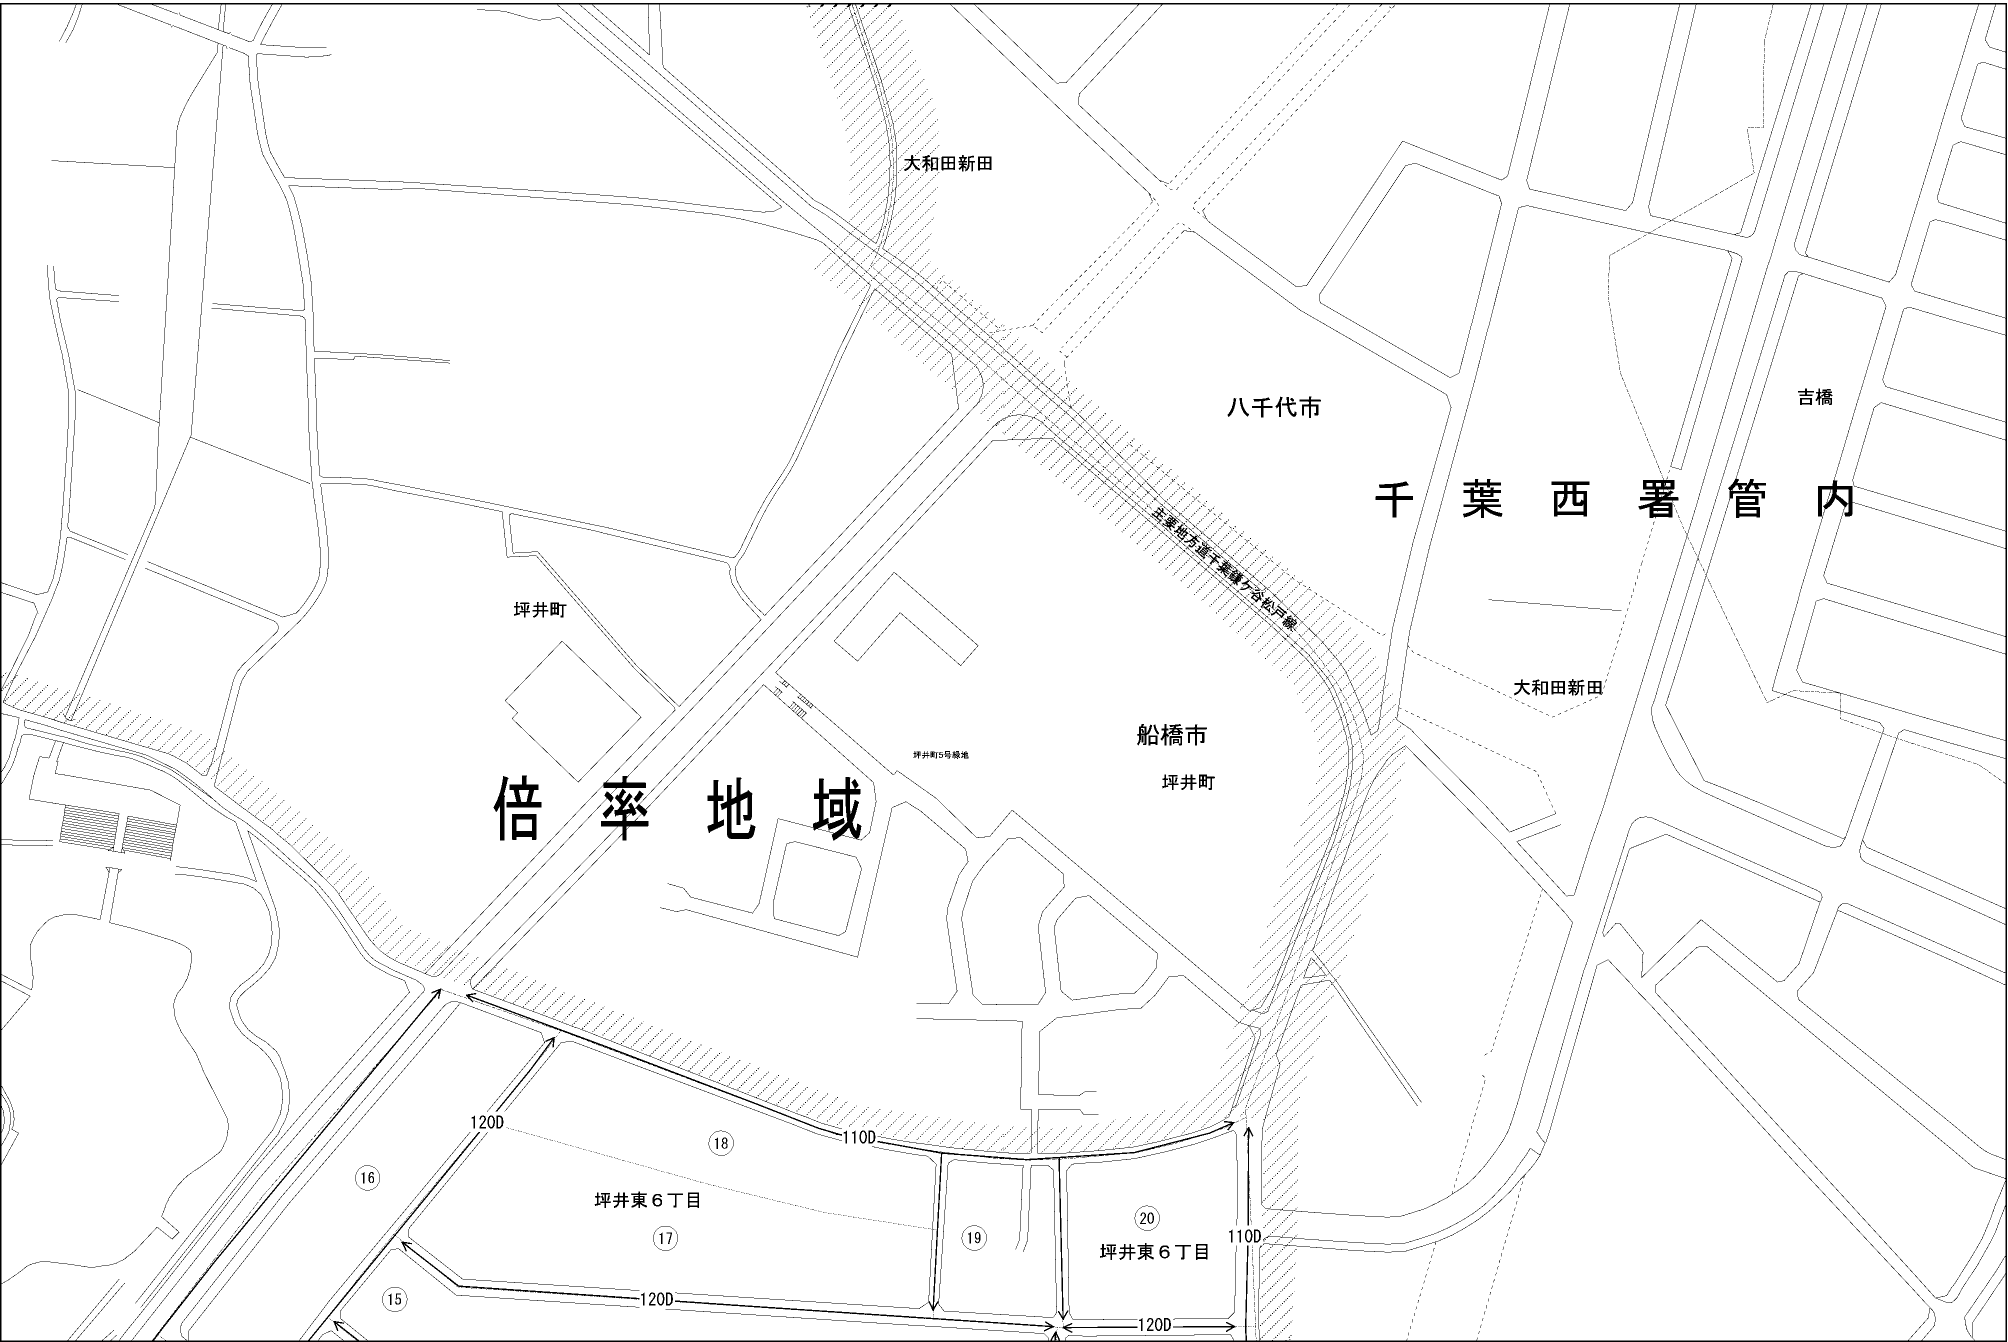 大和田新田
八千代市
吉橋
千葉西署管内
主要地方道千葉鎌ケ谷松戸線
坪井町
大和田新田
船橋市
坪井町5号緑地
坪井町
倍率地域
120D
110D
18
16
坪井東6丁目
20
17
19
110D
坪井東6丁目
15
120D
120D